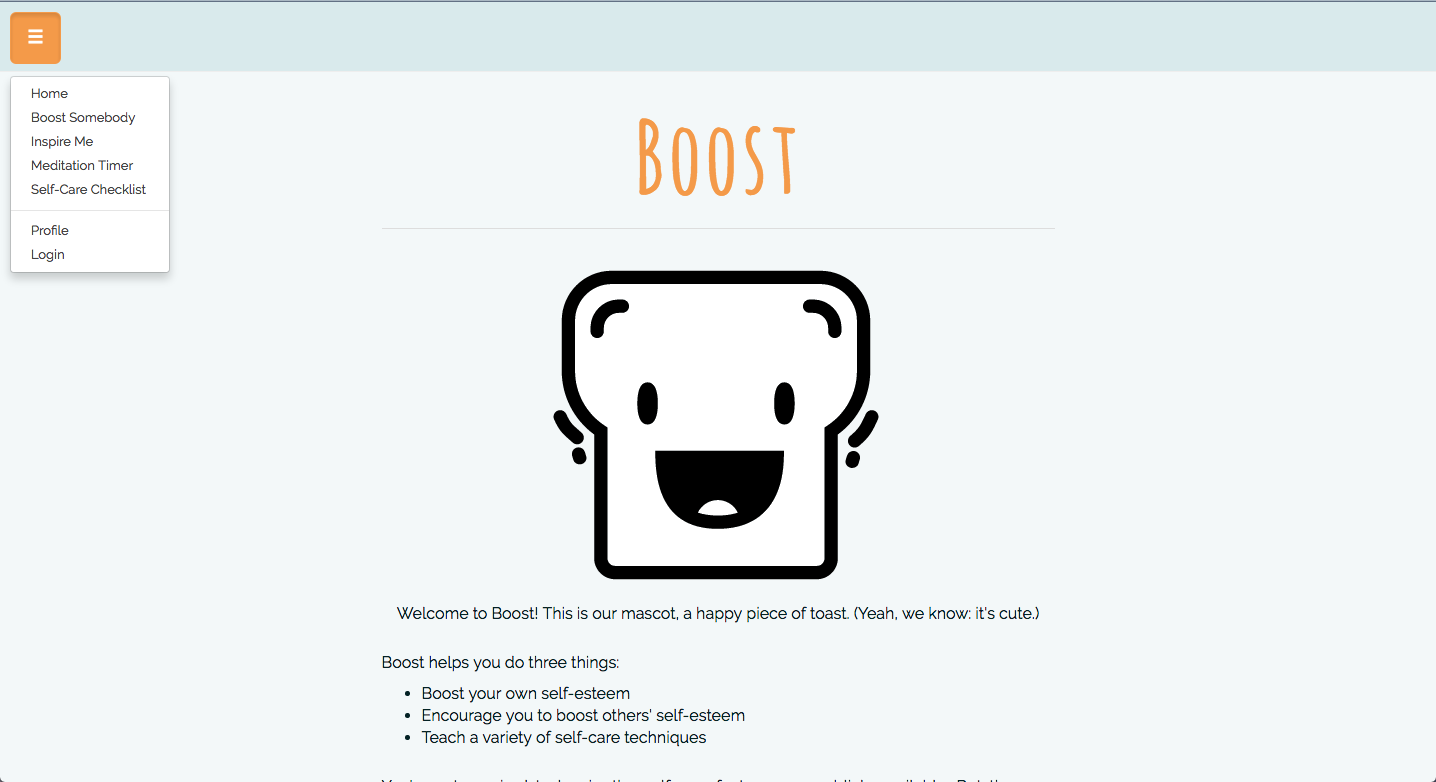 Home
Boost Somebody
Inspire Me
Meditation Timer
Self-Care Checklist
Profile
Login
Boost
Welcome to Boost! This is our mascot, a happy piece of toast. (Yeah, we know: it's cute.)
Boost helps you do three things:
• Boost your own self-esteem
• Encourage you to boost others' self-esteem
• Teach a variety of self-care techniques